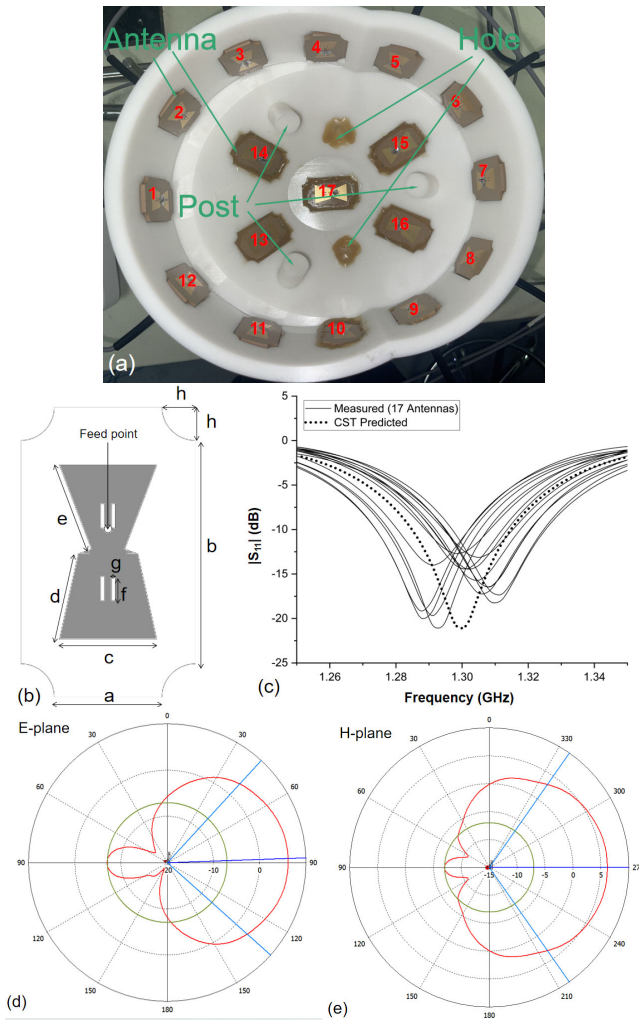 Antenna
Hole
3
4
5
2
6
14
15
1
7
Post
17
13
16
12
8
11
10
9
(a)
h
h
Feed point
e
b
g
d
f
c
(b)
a
5
Measured (17 Antennas)
CST Predicted
0
-5
-10
-15
-20
-25
|S11| (dB)
1.26
1.28
1.30
1.32
1.34
Frequency (GHz)
(c)
E-plane
0
30
30
60
60
90
-20
-10
0
90
120
120
150
150
180
(d)
H-plane
0
30
330
60
300
90
-15
-10
-5
0
5
27
120
240
150
210
180
(e)